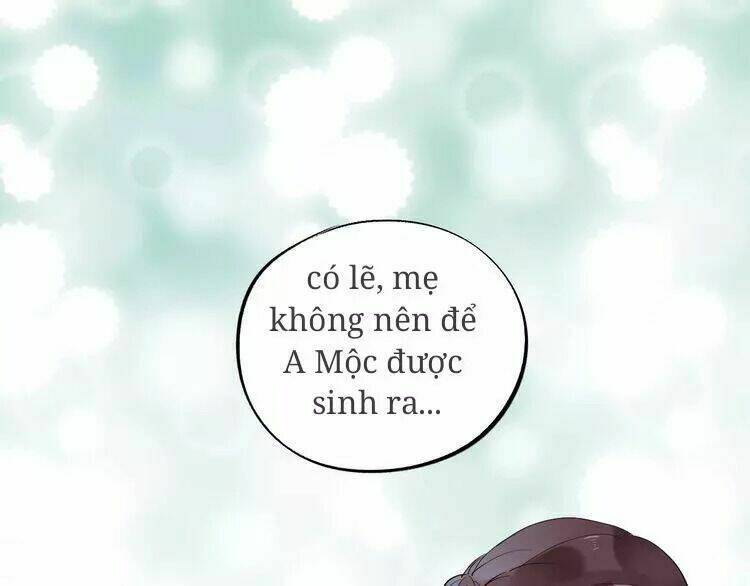 có lẽ, mẹ
không nên để
A Mộc được
sinh ra...